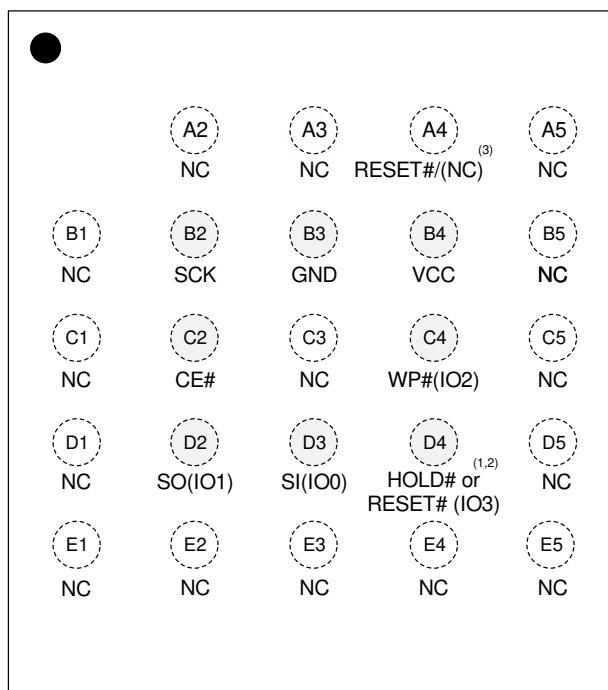 A2 A3 A4 A5
NC NC RESET#/(NC) (3) NC
B1 B2 B3 B4 B5
NC SCK GND VCC NC
C1 C2 C3 C4 C5
NC CE# NC WP#(IO2) NC
D1 D2 D3 D4 D5
NC SO(IO1) SI(IO0) HOLD# or (1,2) NC
RESET# (IO3)
E1 E2 E3 E4 E5
NC NC NC NC NC